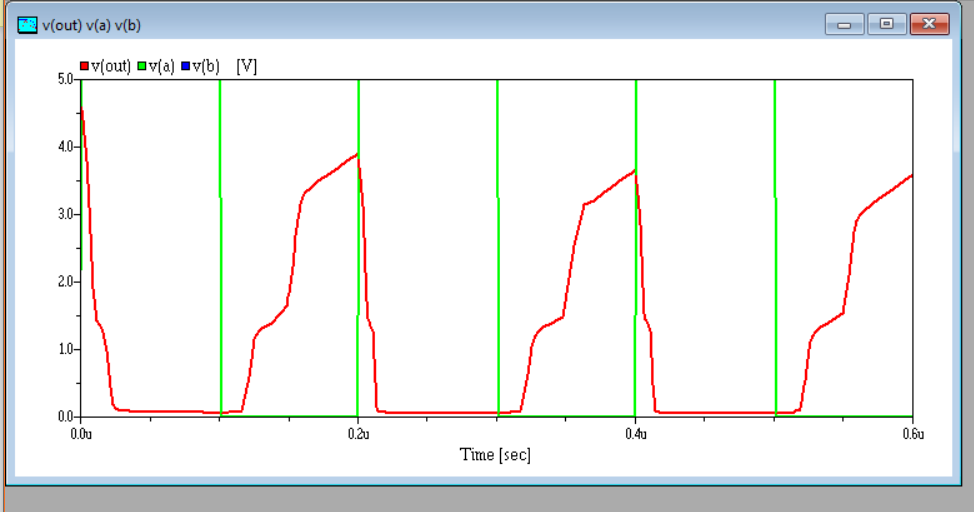 v(out) v(a) v(b)
v(out) v(a) v(b) [V]
5.0
4.0
3.0
2.0
1.0
0.0
0.0u 0.2u 0.4u 0.6u
Time [sec]